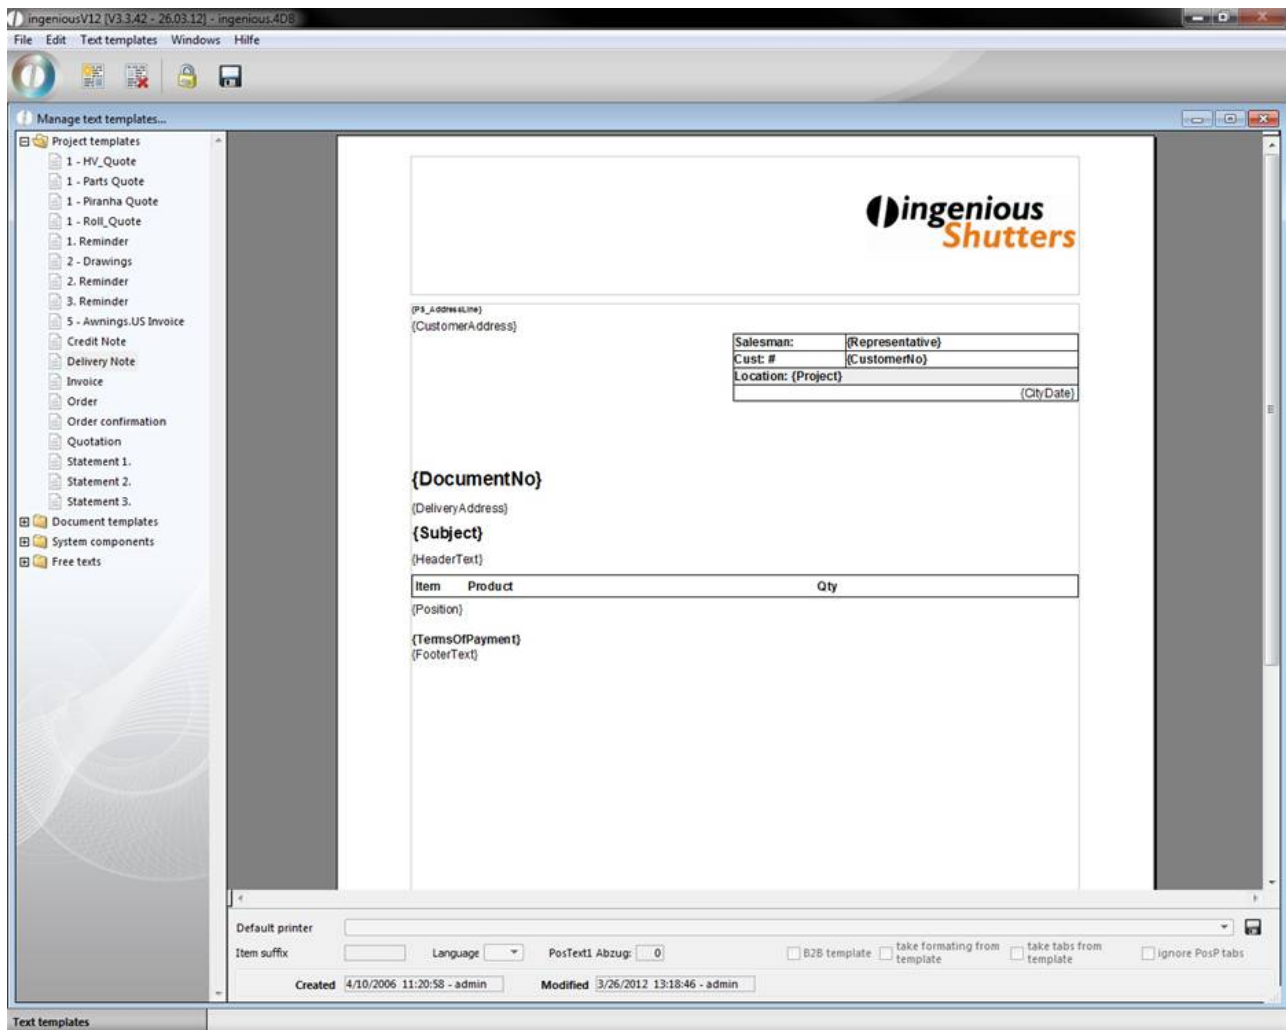 ingeniousV12 [V3.3.42 - 26.03.12] - ingenious.4DB
File Edit Text templates Windows Hilfe
Manage text templates...
Project templates
1 - HV_Quote
1 - Parts Quote
1 - Piranha Quote
1 - Roll_Quote
1. Reminder
2 - Drawings
2. Reminder
3. Reminder
5 - Awnings.US Invoice
Credit Note
Delivery Note
Invoice
Order
Order confirmation
Quotation
Statement 1.
Statement 2.
Statement 3.
Document templates
System components
Free texts
ingenious
Shutters
{PS_AddressLine}
{CustomerAddress}
Salesman: {Representative}
Cust: # {CustomerNo}
Location: {Project}
{CityDate}
{DocumentNo}
{DeliveryAddress}
{Subject}
{HeaderText}
Item Product Qty
{Position}
{TermsOfPayment}
{FooterText}
Default printer
Item suffix Language PosText1 Abzug: 0 B2B template take formating from template take tabs from template ignore PosP tabs
Created 4/10/2006 11:20:58 - admin Modified 3/26/2012 13:18:46 - admin
Text templates